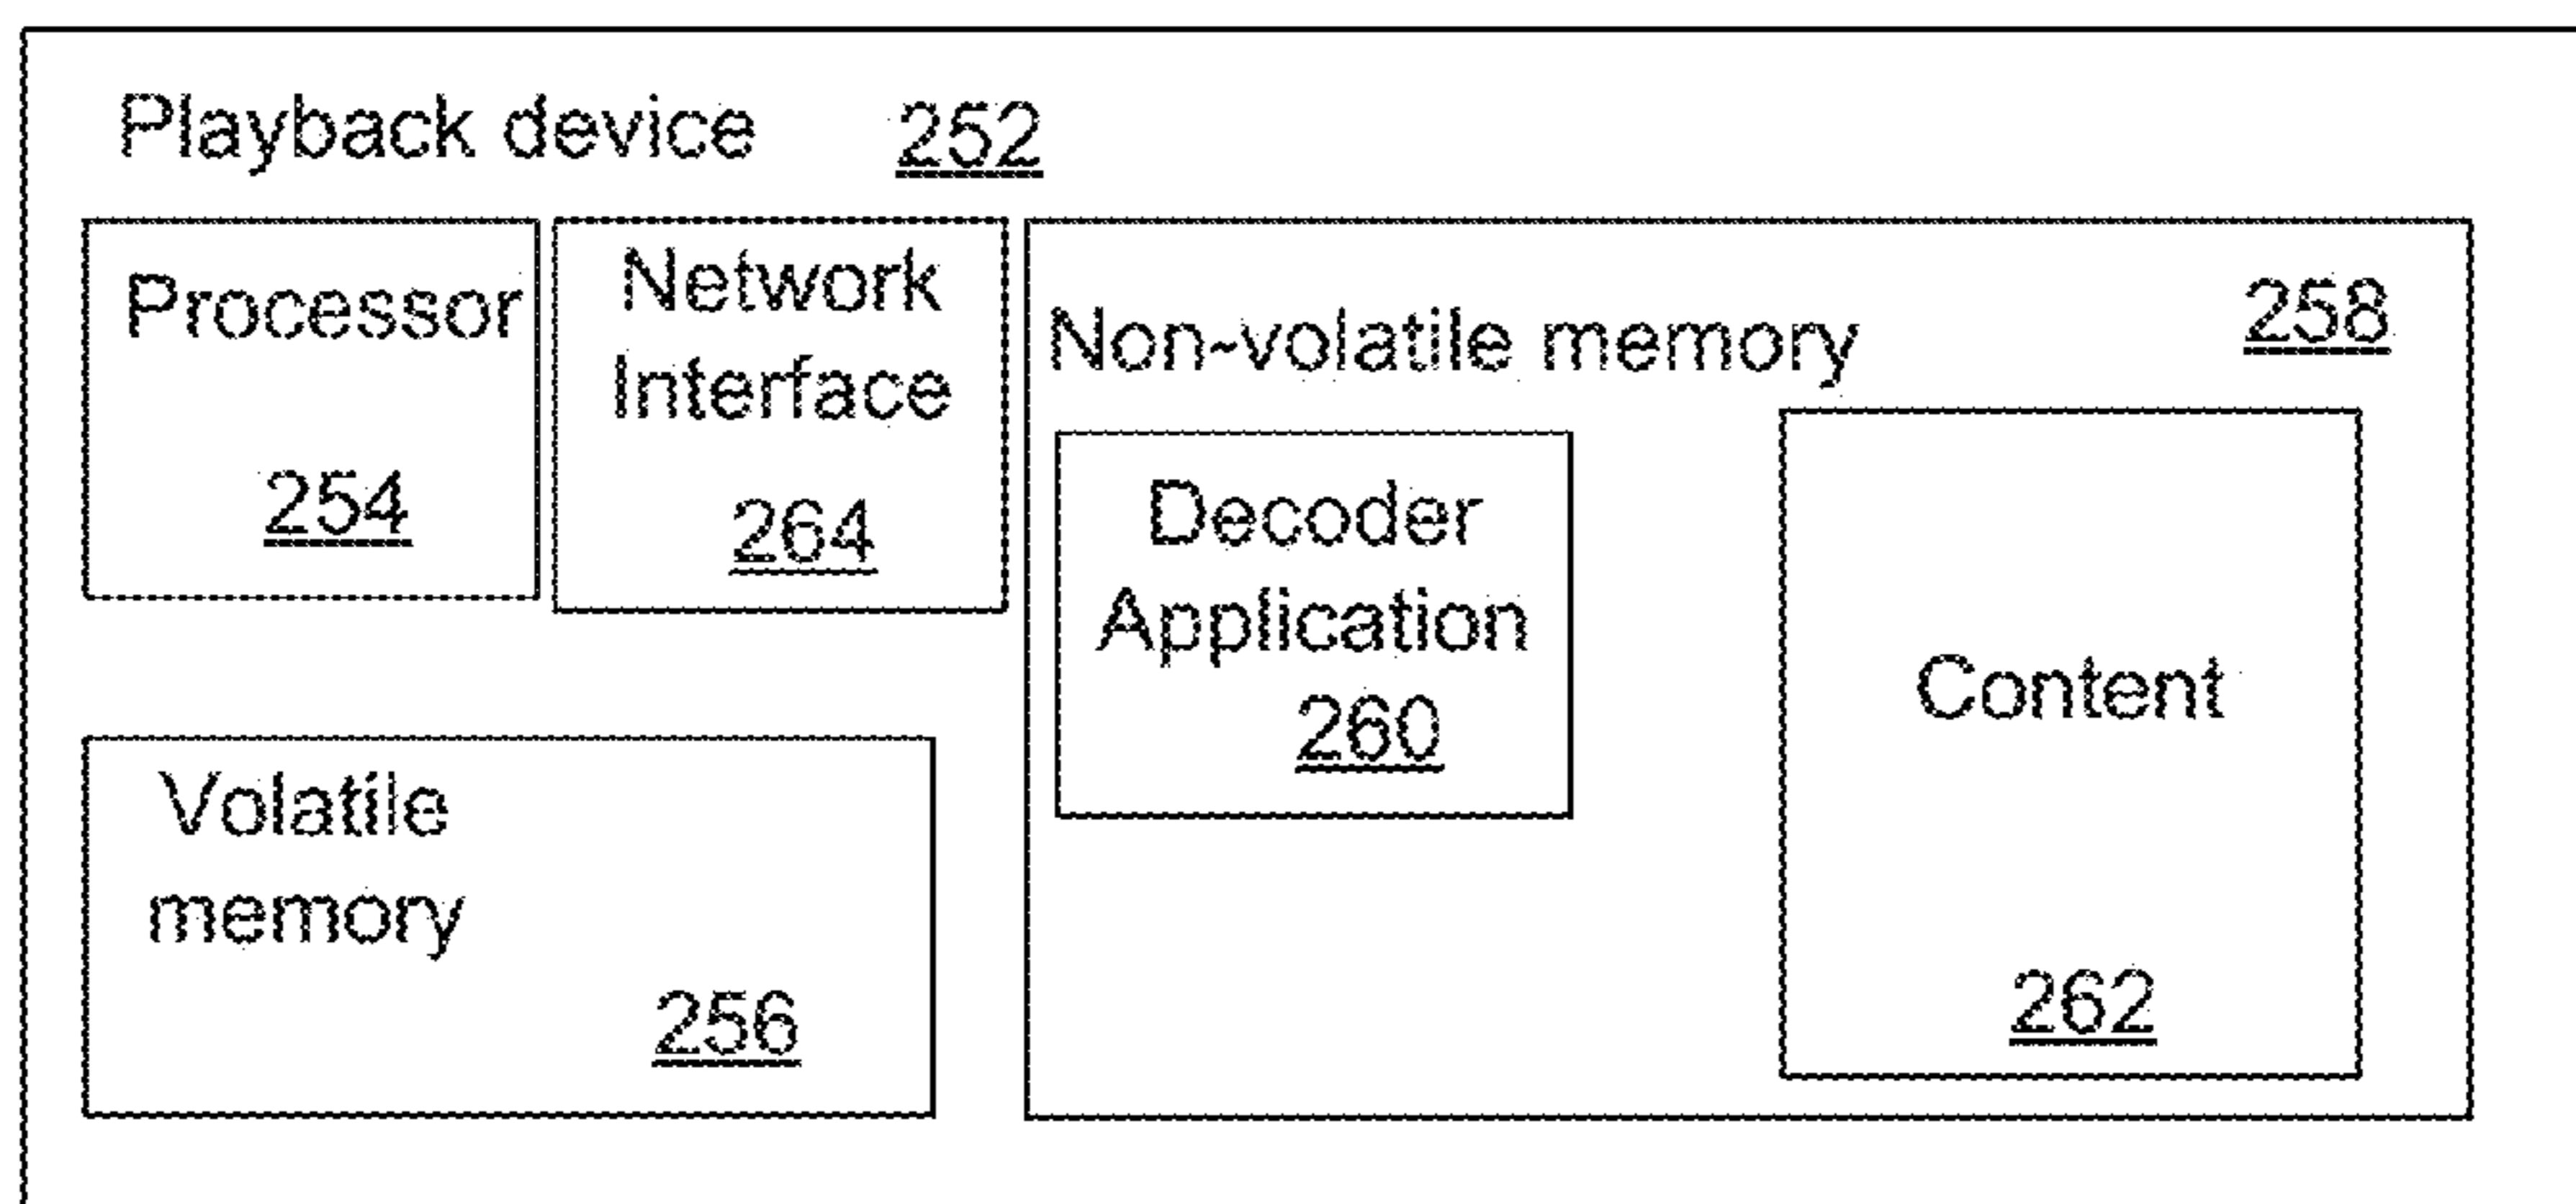 Playback device 252
Processor
254
Network
Interface
264
Non-volatile memory 258
Decoder
Application
260
Content
262
Volatile
memory
256